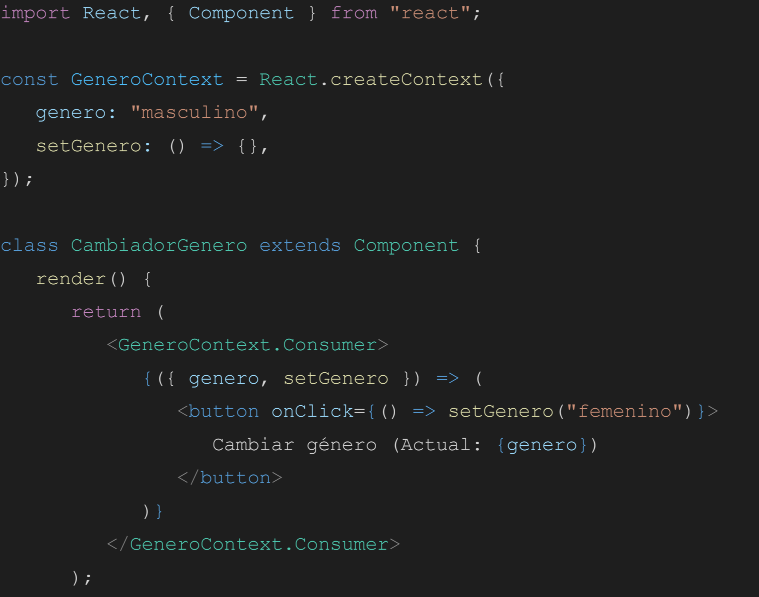 import React, { Component } from "react";
const GeneroContext = React.createContext({
genero: "masculino",
setGenero: () => {},
});
class CambiadorGenero extends Component {
render() {
return (
<GeneroContext.Consumer>
{({ genero, setGenero }) => (
<button onClick={() => setGenero("femenino")}>
Cambiar género (Actual: {genero})
</button>
)}
</GeneroContext.Consumer>
);